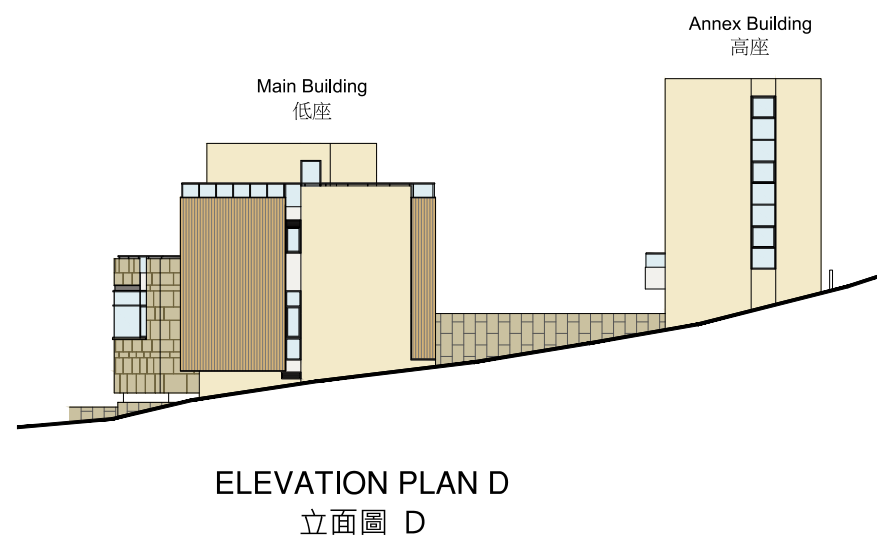 Annex Building
高座
Main Building
低座
ELEVATION PLAN D
立面圖 D